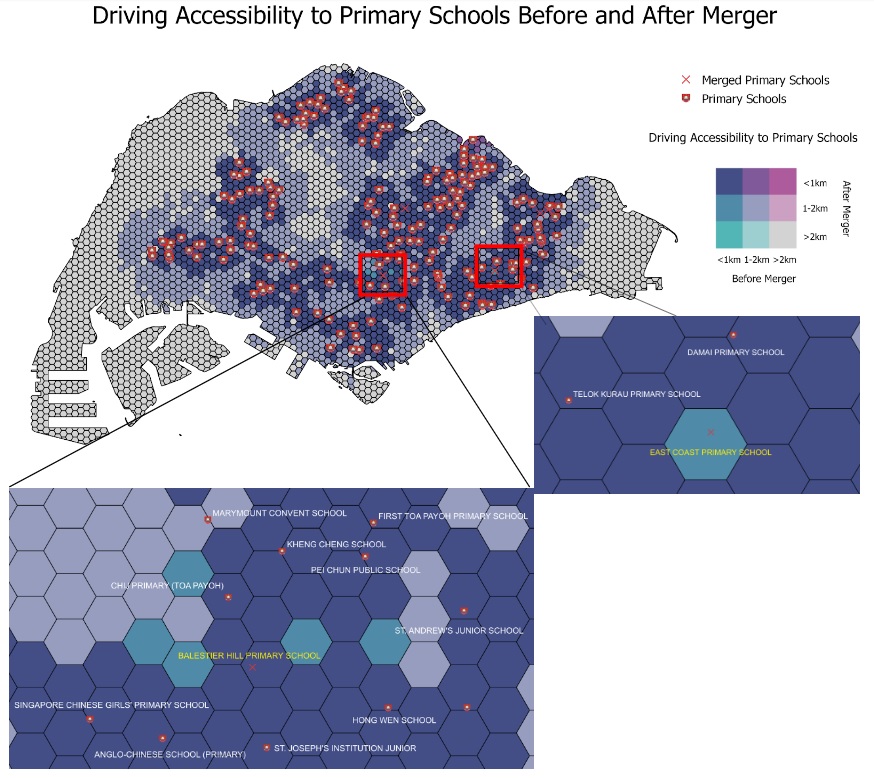 Driving Accessibility to Primary Schools Before and After Merger
Merged Primary Schools
Primary Schools
Driving Accessibility to Primary Schools
<1km
1-2km
>2km
After Merger
<1km 1-2km >2km
Before Merger
DAMAI PRIMARY SCHOOL
TELOK KURAU PRIMARY SCHOOL
EAST COAST PRIMARY SCHOOL
MARYMOUNT CONVENT SCHOOL
FIRST TOA PAYOH PRIMARY SCHOOL
KHENG CHENG SCHOOL
PEI CHUN PUBLIC SCHOOL
CHIJ PRIMARY (TOA PAYOH)
ST. ANDREW'S JUNIOR SCHOOL
BALESTIER HILL PRIMARY SCHOOL
SINGAPORE CHINESE GIRLS' PRIMARY SCHOOL
HONG WEN SCHOOL
ANGLO-CHINESE SCHOOL (PRIMARY)
ST. JOSEPH'S INSTITUTION JUNIOR